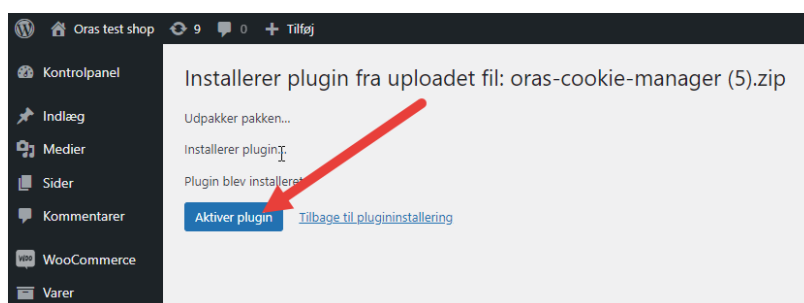 Oras test shop 9 0 Tilføj
Kontrolpanel
Installerer plugin fra uploadet fil: oras-cookie-manager (5).zip
Indlæg
Udpakker pakken...
Medier
Installerer plugin...
Sider
Plugin blev installeret
Kommentarer
Aktiver plugin Tilbage til plugininstallering
WooCommerce
Varer